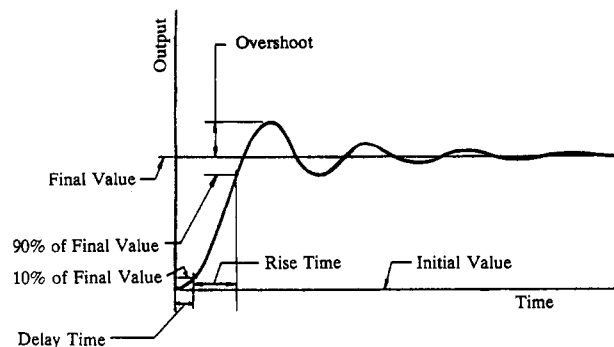 Output
Overshoot
Final Value
90% of Final Value
10% of Final Value
Rise Time
Initial Value
Time
Delay Time